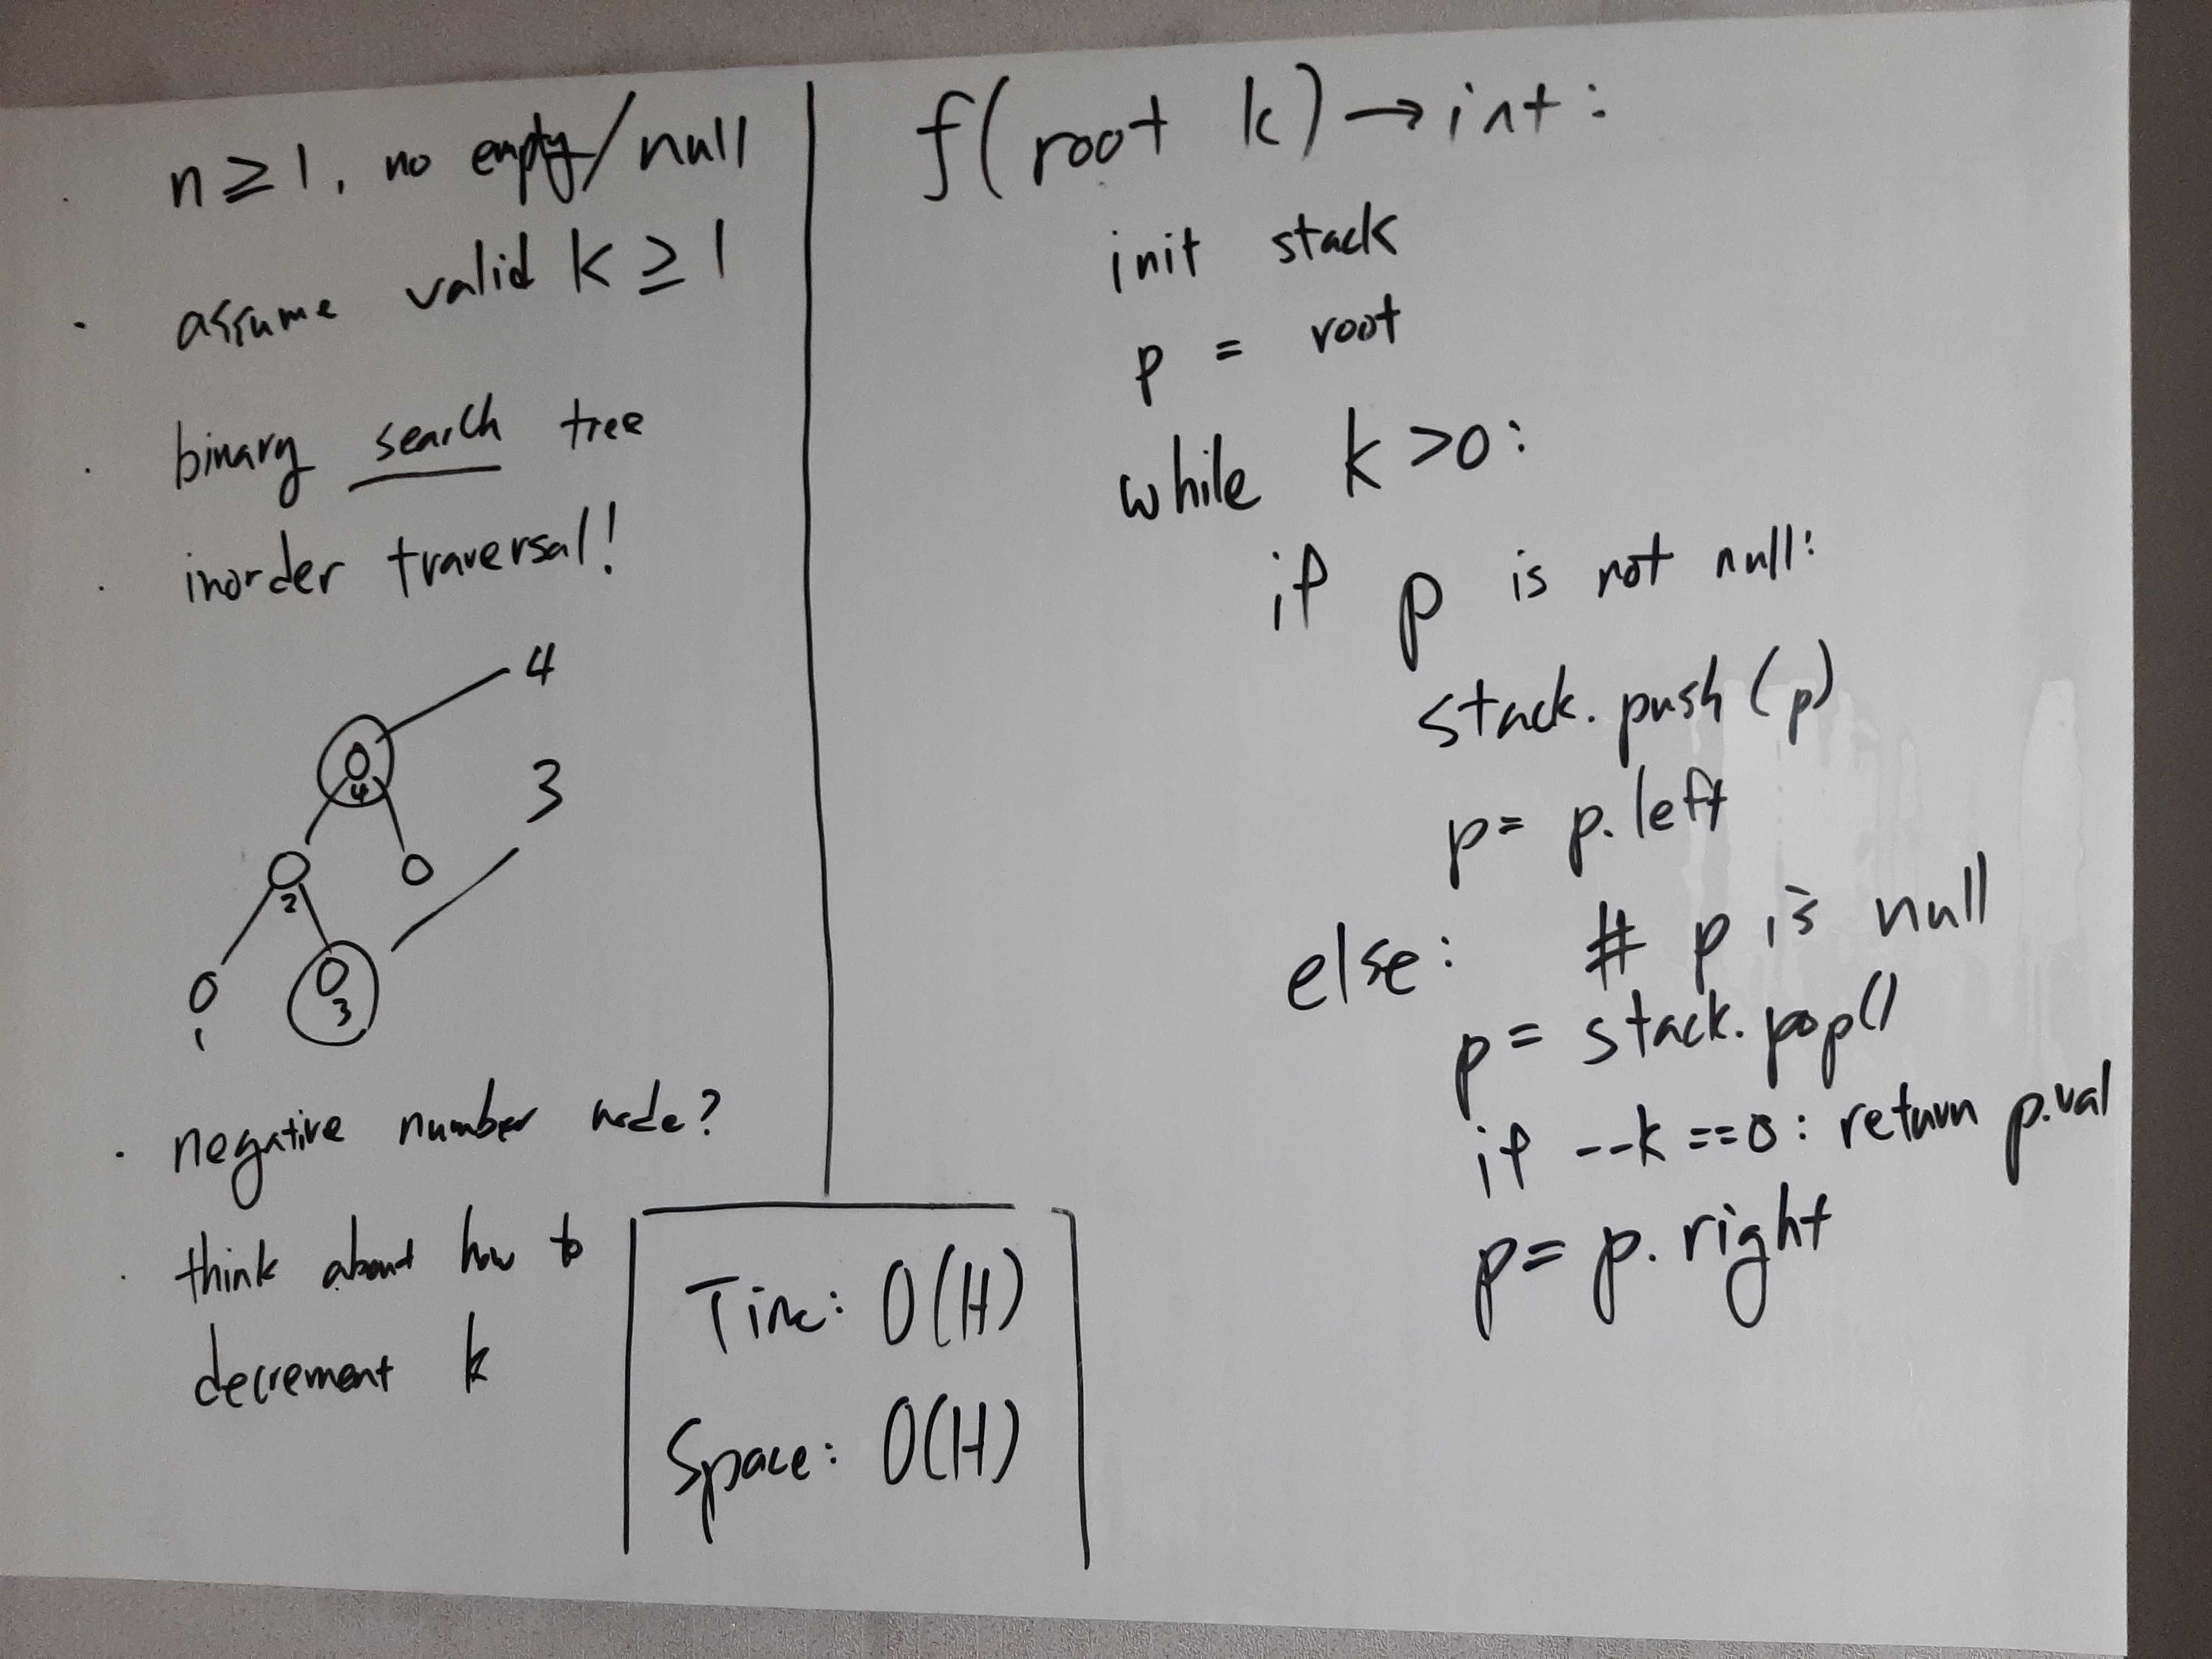 n≥1, no empty/null
· assume valid k≥1
· binary search tree
· inorder traversal!
4
4
3
2
3
1
· negative number node?
· think about how to
decrement k
Time: O(H)
Space: O(H)
f(root k)→int:
init stack
p = root
while k>0:
if p is not null:
stack.push(p)
p= p.left
else: # p is null
p= stack.pop()
if --k==0: return p.val
p= p.right